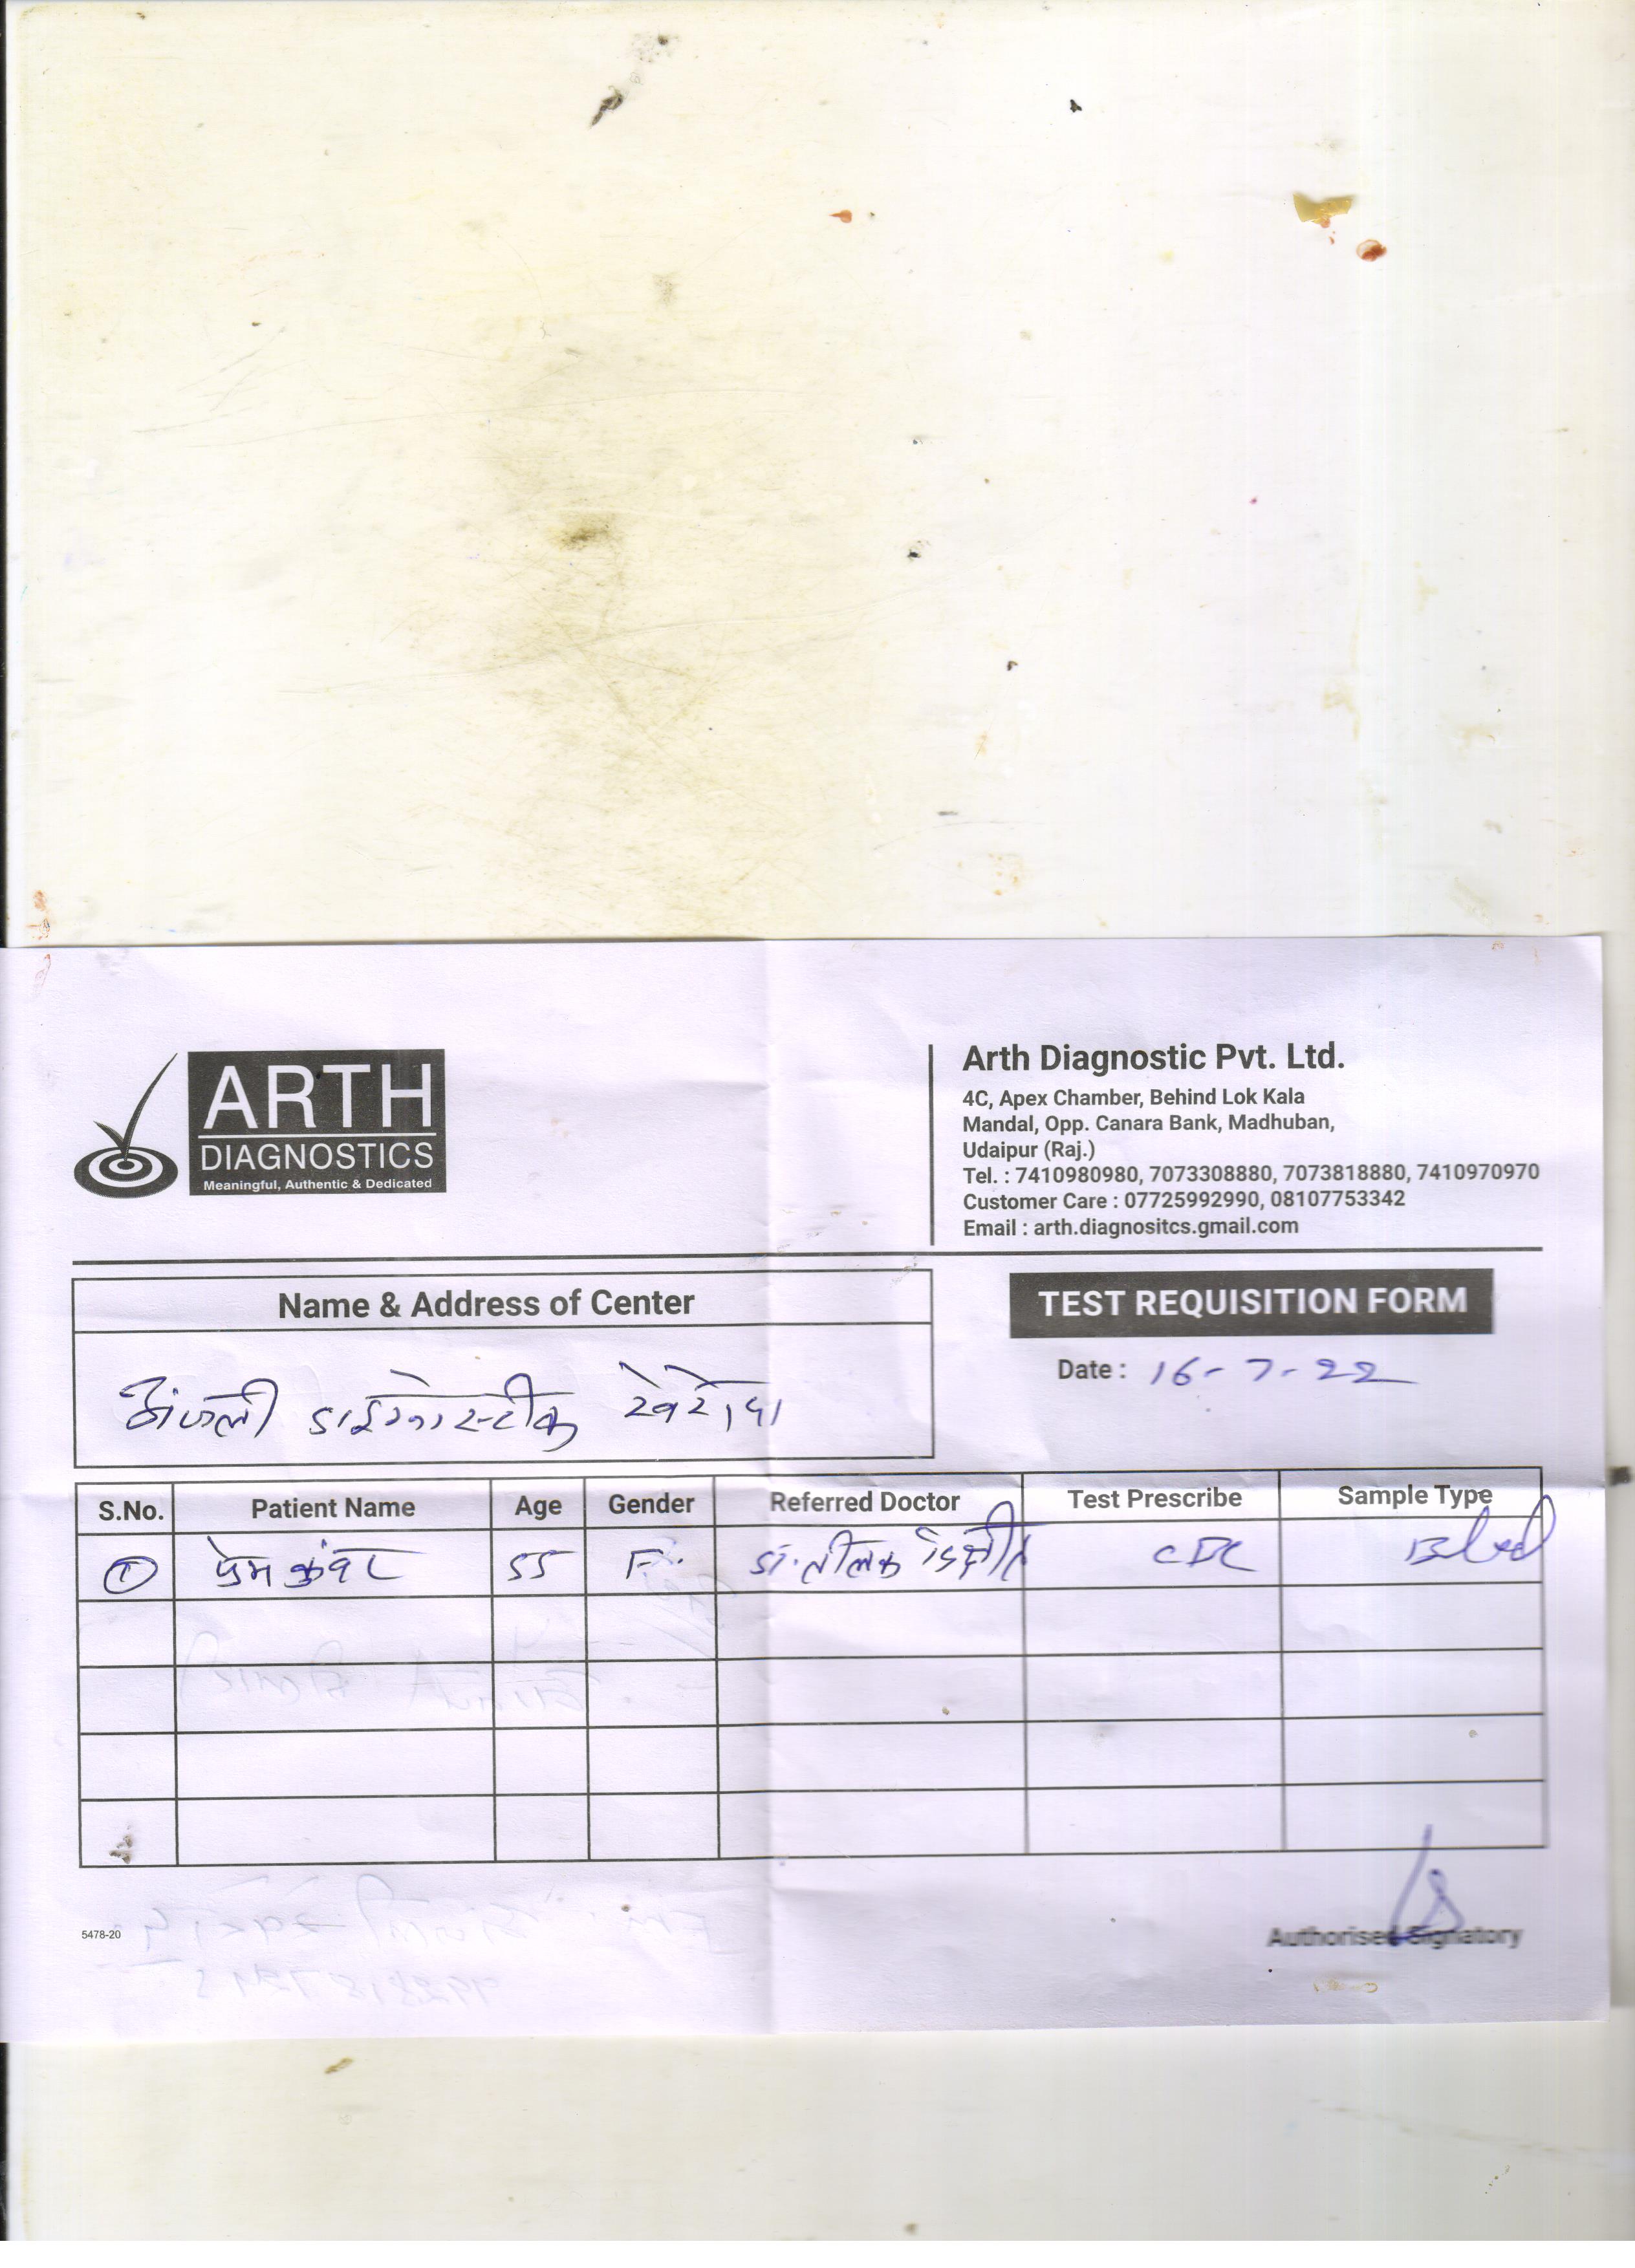 ARTH
DIAGNOSTICS
Meaningful, Authentic & Dedicated
Arth Diagnostic Pvt. Ltd.
4C, Apex Chamber, Behind Lok Kala
Mandal, Opp. Canara Bank, Madhuban,
Udaipur (Raj.)
Tel. : 7410980980, 7073308880, 7073818880, 7410970970
Customer Care : 07725992990, 08107753342
Email : arth.diagnositcs.gmail.com
Name & Address of Center
TEST REQUISITION FORM
Date : 16-7-22
डाईग्नोस्टीक
S.No. Patient Name Age Gender Referred Doctor Test Prescribe Sample Type
1 प्रेम कुंवर 55 F. डॉ. CBC Blood
5478-20
Authorised Signatory